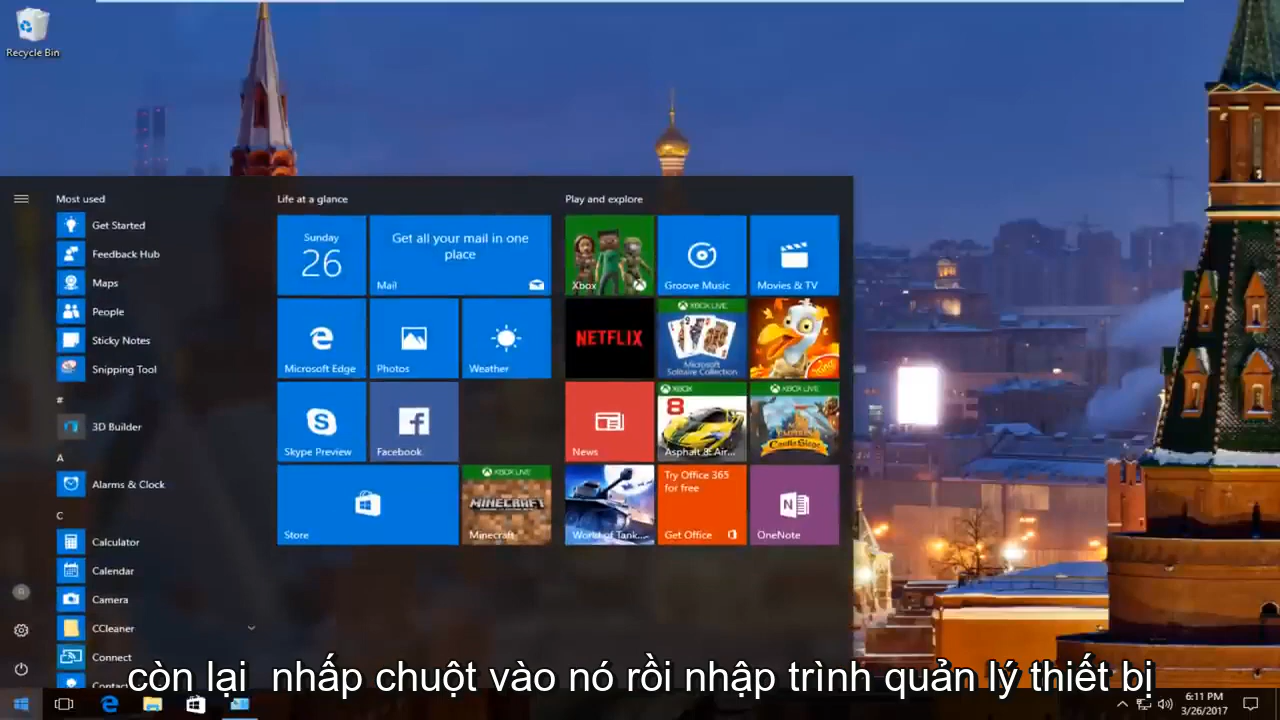 Recycle Bin
Most used
Get Started
Feedback Hub
Maps
People
Sticky Notes
Snipping Tool
#
3D Builder
A
Alarms & Clock
C
Calculator
Calendar
Camera
CCleaner
Connect
Life at a glance
Sunday
26
Get all your mail in one
place
Mail
Microsoft Edge
Photos
Weather
Skype Preview
Facebook
Store
XBOX LIVE
MINECRAFT
Minecraft
Play and explore
Xbox
Groove Music
Movies & TV
NETFLIX
XBOX LIVE
Microsoft
Solitaire Collection
News
XBOX
8
Asphalt 8: Air...
XBOX LIVE
CastleSiege
World of Tank...
Try Office 365
for free
Get Office
OneNote
còn lại nhấp chuột vào nó rồi nhập trình quản lý thiết bị
6:11 PM
3/26/2017